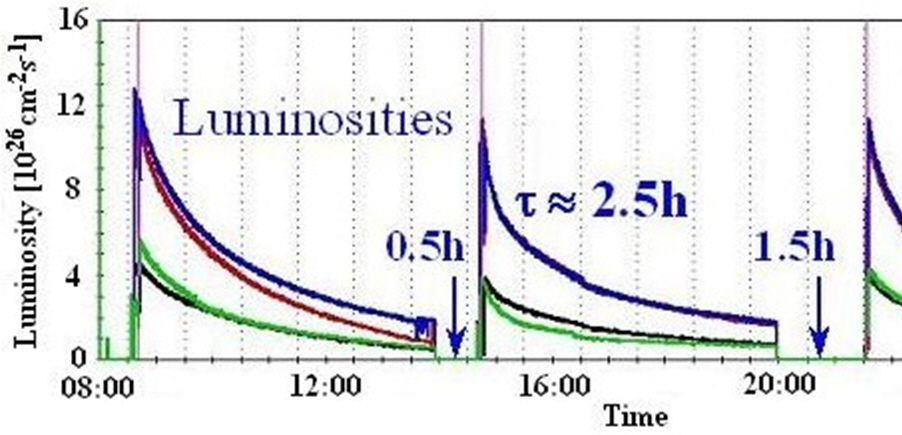 16
12
8
4
0
Luminosity [10²⁶cm⁻²s⁻¹]
Luminosities
τ ≈ 2.5h
0.5h
1.5h
08:00 12:00 16:00 20:00
Time